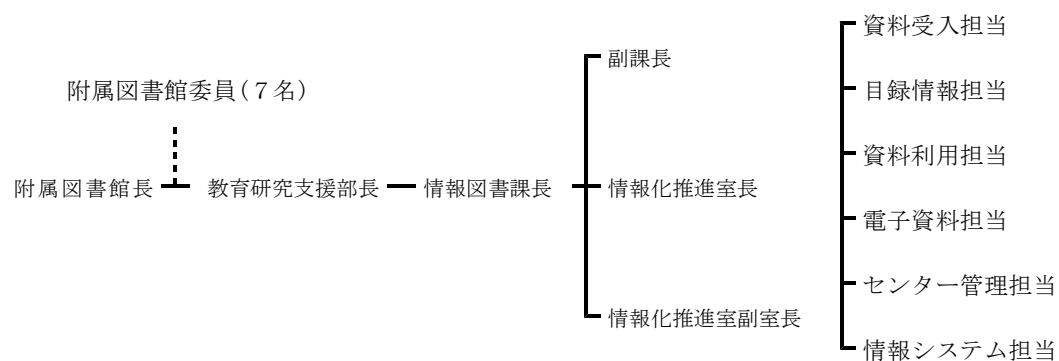 資料受入担当
副課長
附属図書館委員(7名)
目録情報担当
資料利用担当
附属図書館長
教育研究支援部長
情報図書課長
情報化推進室長
電子資料担当
センター管理担当
情報化推進室副室長
情報システム担当